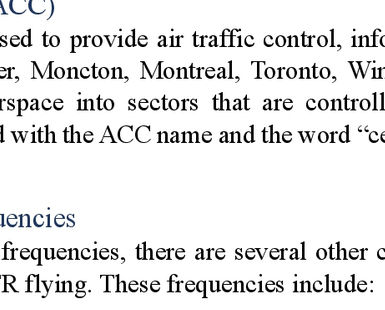 ACC)
sed to provide air traffic control, info
er, Moncton, Montreal, Toronto, Win
rspace into sectors that are controll
d with the ACC name and the word “ce
uencies
frequencies, there are several other c
R flying. These frequencies include: